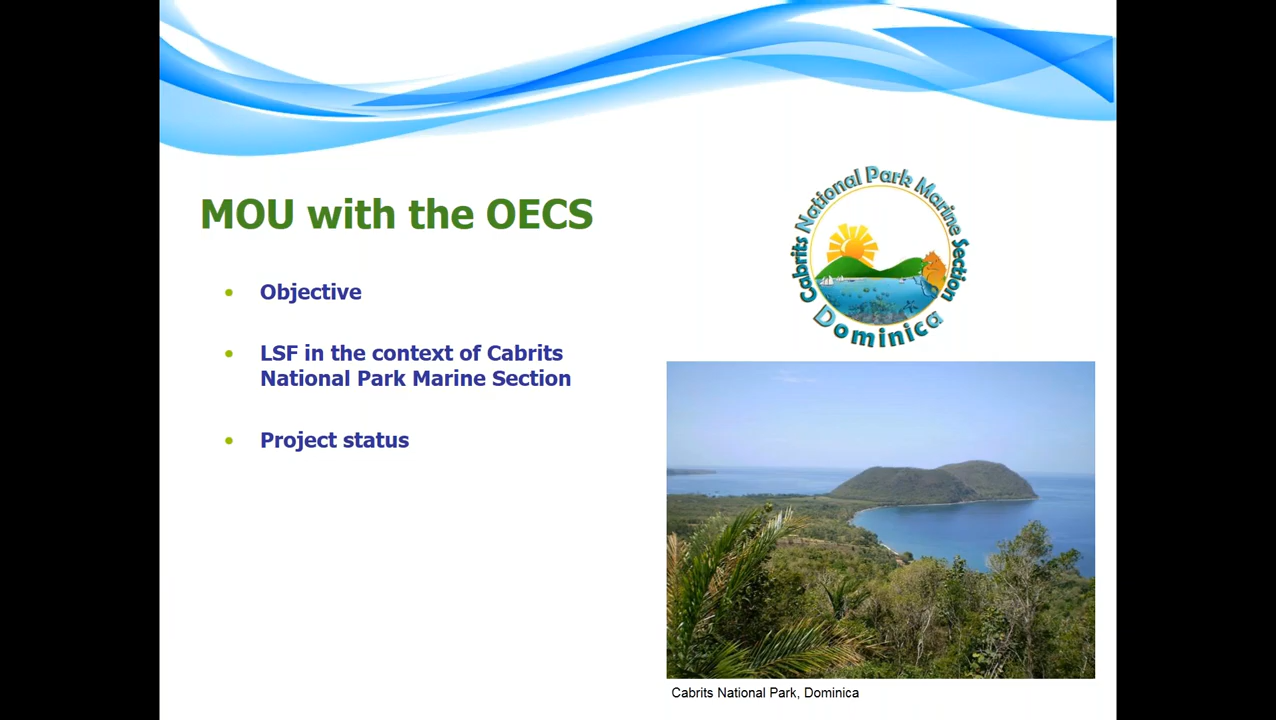 MOU with the OECS
• Objective
• LSF in the context of Cabrits
National Park Marine Section
• Project status
Cabrits National Park Marine Section
Dominica
Cabrits National Park, Dominica